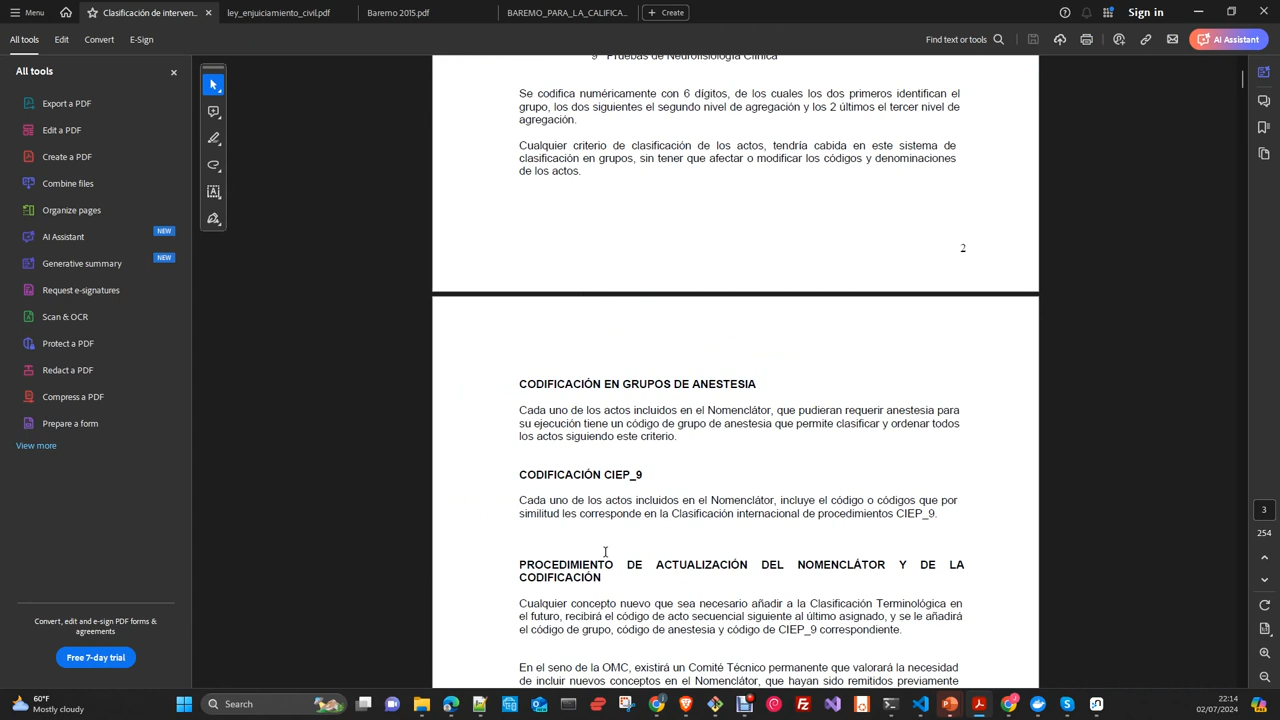 Menu
Clasificación de interven...
ley_enjuiciamiento_civil.pdf
Baremo 2015.pdf
BAREMO_PARA_LA_CALIFICA...
Create
Sign in
All tools
Edit
Convert
E-Sign
Find text or tools
AI Assistant
All tools
Export a PDF
Edit a PDF
Create a PDF
Combine files
Organize pages
AI Assistant
NEW
Generative summary
NEW
Request e-signatures
Scan & OCR
Protect a PDF
Redact a PDF
Compress a PDF
Prepare a form
View more
Convert, edit and e-sign PDF forms &
agreements
Free 7-day trial
9 Pruebas de Neurofisiología Clínica
Se codifica numéricamente con 6 dígitos, de los cuales los dos primeros identifican el
grupo, los dos siguientes el segundo nivel de agregación y los 2 últimos el tercer nivel de
agregación.
Cualquier criterio de clasificación de los actos, tendría cabida en este sistema de
clasificación en grupos, sin tener que afectar o modificar los códigos y denominaciones
de los actos.
2
CODIFICACIÓN EN GRUPOS DE ANESTESIA
Cada uno de los actos incluidos en el Nomenclátor, que pudieran requerir anestesia para
su ejecución tiene un código de grupo de anestesia que permite clasificar y ordenar todos
los actos siguiendo este criterio.
CODIFICACIÓN CIEP_9
Cada uno de los actos incluidos en el Nomenclátor, incluye el código o códigos que por
similitud les corresponde en la Clasificación internacional de procedimientos CIEP_9.
PROCEDIMIENTO DE ACTUALIZACIÓN DEL NOMENCLÁTOR Y DE LA
CODIFICACIÓN
Cualquier concepto nuevo que sea necesario añadir a la Clasificación Terminológica en
el futuro, recibirá el código de acto secuencial siguiente al último asignado, y se le añadirá
el código de grupo, código de anestesia y código de CIEP_9 correspondiente.
En el seno de la OMC, existirá un Comité Técnico permanente que valorará la necesidad
de incluir nuevos conceptos en el Nomenclátor, que hayan sido remitidos previamente
3
254
60°F
Mostly cloudy
Search
22:14
02/07/2024